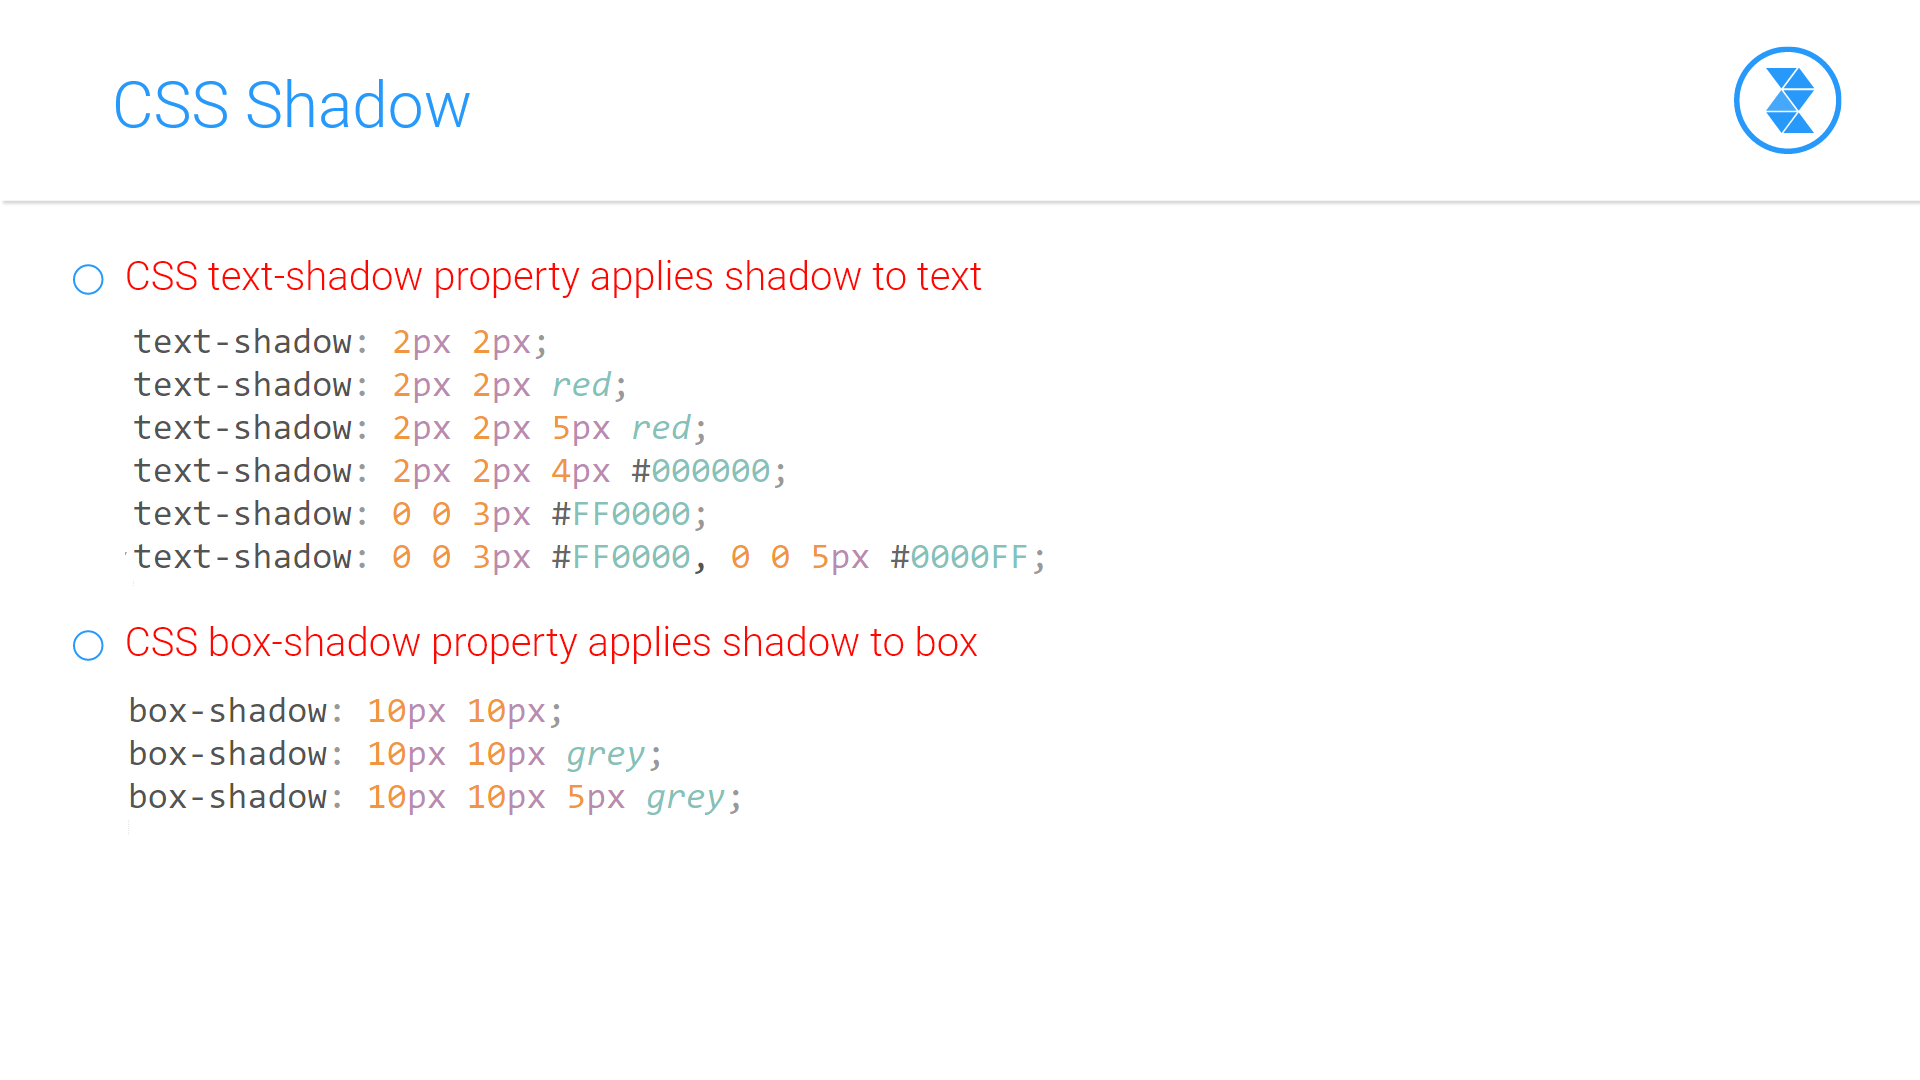 CSS Shadow
CSS text-shadow property applies shadow to text
text-shadow: 2px 2px;
text-shadow: 2px 2px red;
text-shadow: 2px 2px 5px red;
text-shadow: 2px 2px 4px #000000;
text-shadow: 0 0 3px #FF0000;
text-shadow: 0 0 3px #FF0000, 0 0 5px #0000FF;
CSS box-shadow property applies shadow to box
box-shadow: 10px 10px;
box-shadow: 10px 10px grey;
box-shadow: 10px 10px 5px grey;